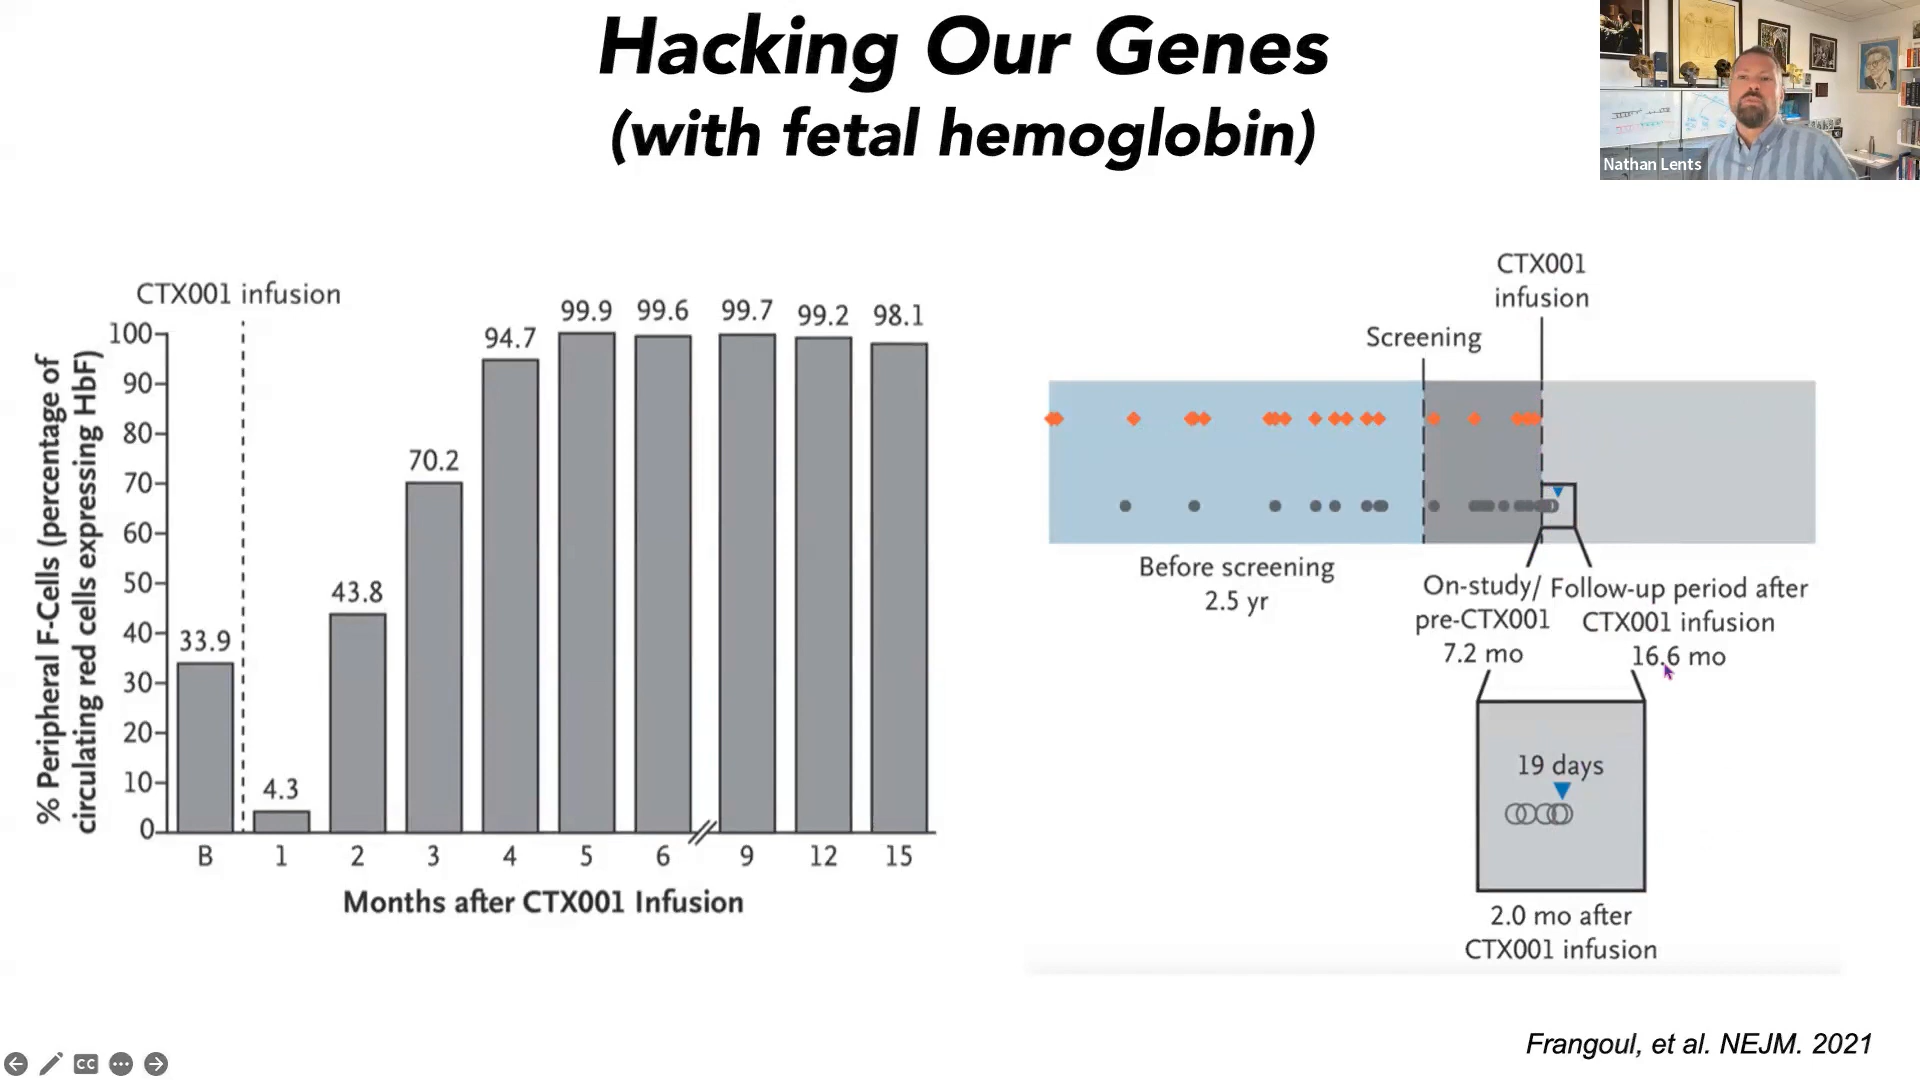 Hacking Our Genes
(with fetal hemoglobin)
Nathan Lents
CTX001 infusion
% Peripheral F-Cells (percentage of
circulating red cells expressing HbF)
100
90
80
70
60
50
40
30
20
10
0
33.9
4.3
43.8
70.2
94.7
99.9
99.6
99.7
99.2
98.1
B 1 2 3 4 5 6 9 12 15
Months after CTX001 Infusion
CTX001
infusion
Screening
Before screening
2.5 yr
On-study/
pre-CTX001
7.2 mo
Follow-up period after
CTX001 infusion
16.6 mo
19 days
2.0 mo after
CTX001 infusion
Frangoul, et al. NEJM. 2021
CC